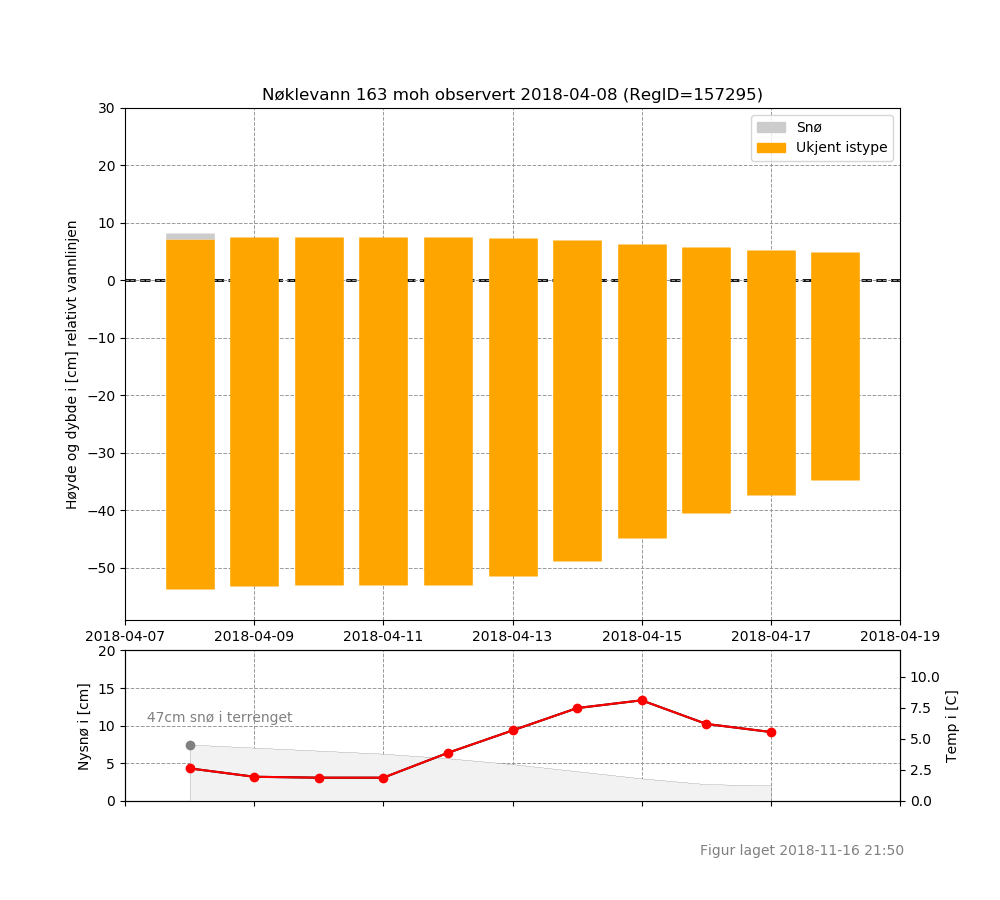 Nøklevann 163 moh observert 2018-04-08 (RegID=157295)
Snø
Ukjent istype
30
20
10
0
−10
−20
−30
−40
−50
Høyde og dybde i [cm] relativt vannlinjen
2018-04-07 2018-04-09 2018-04-11 2018-04-13 2018-04-15 2018-04-17 2018-04-19
20
15
10
5
0
Nysnø i [cm]
47cm snø i terrenget
10.0
7.5
5.0
2.5
0.0
Temp i [C]
Figur laget 2018-11-16 21:50